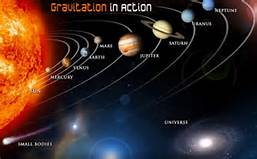 Gravitation in Action
NEPTUNE
URANUS
SATURN
JUPITER
MARS
EARTH
VENUS
MERCURY
SUN
UNIVERSE
SMALL BODIES